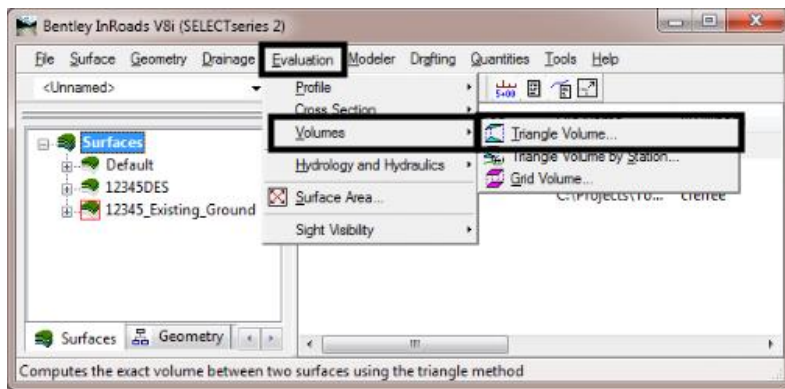 Bentley InRoads V8i (SELECTseries 2)
File Surface Geometry Drainage Evaluation Modeler Drafting Quantities Tools Help
<Unnamed>
Profile
Cross Section
Volumes
Hydrology and Hydraulics
Surface Area...
Sight Visibility
Triangle Volume...
Triangle Volume by Station...
Grid Volume...
Surfaces
Default
12345DES
12345_Existing_Ground
C:\Projects\To...
Surfaces Geometry
Computes the exact volume between two surfaces using the triangle method